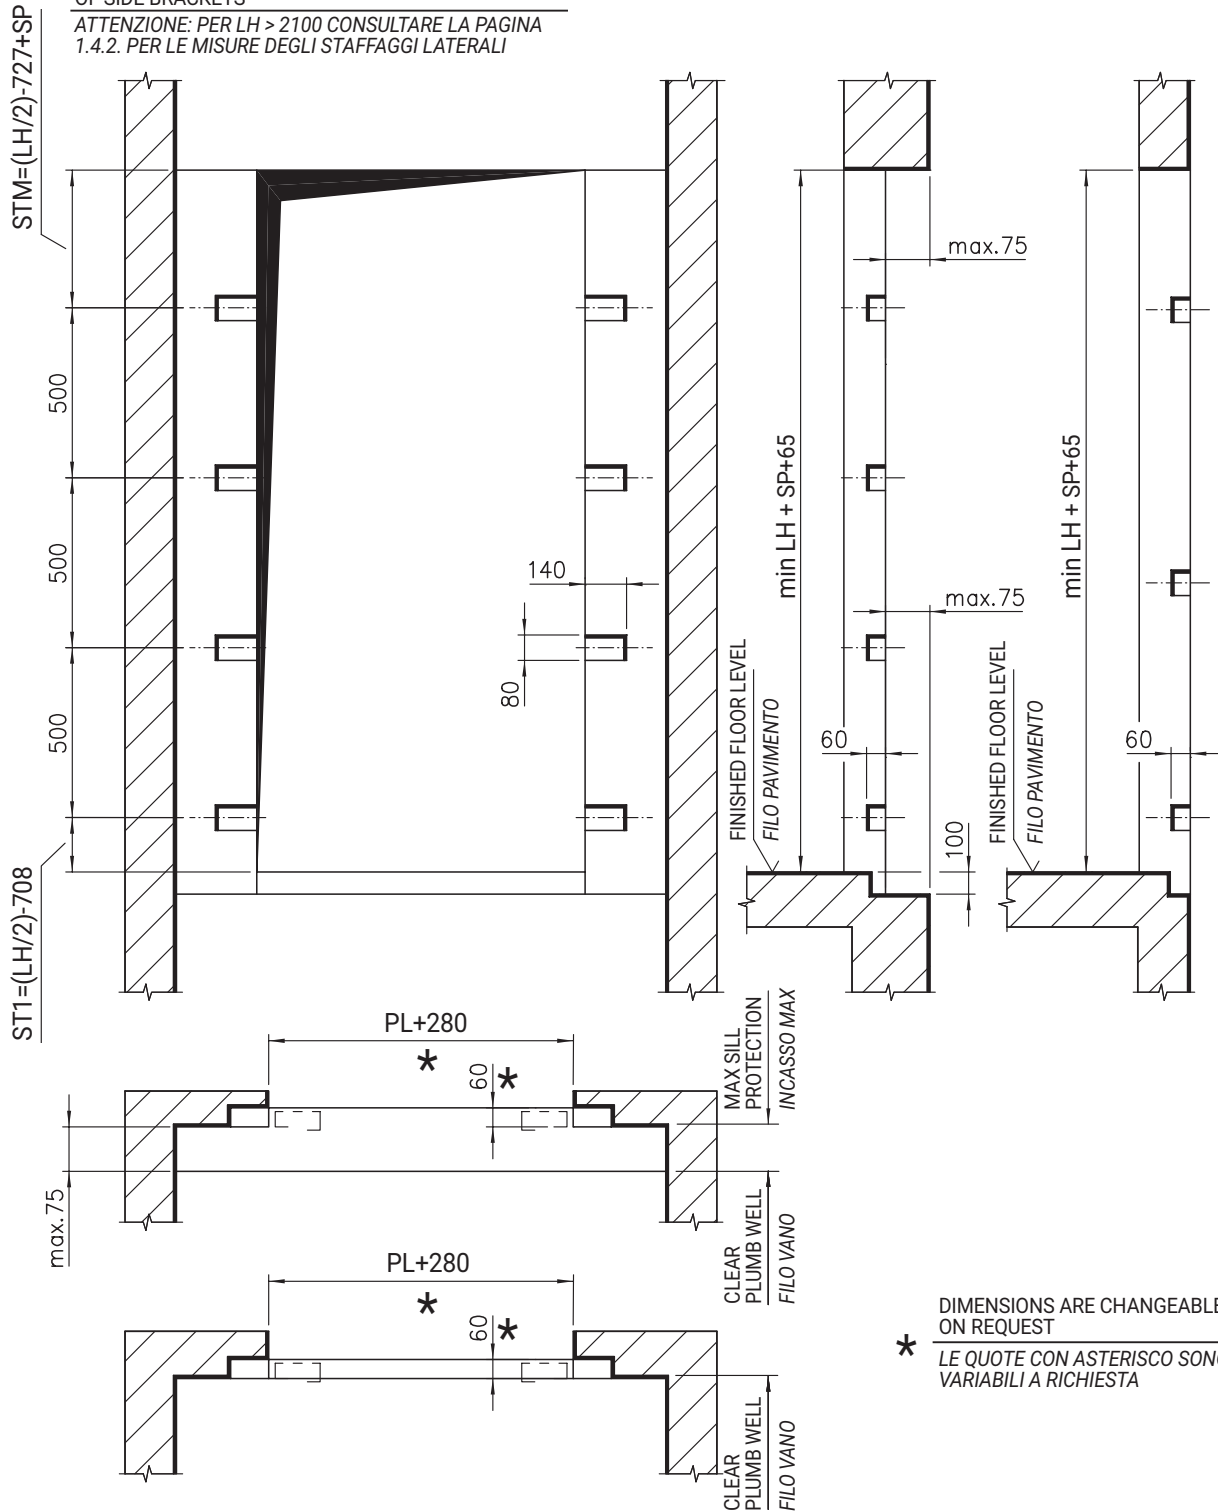 OF SIDE BRACKETS
ATTENZIONE: PER LH > 2100 CONSULTARE LA PAGINA
1.4.2. PER LE MISURE DEGLI STAFFAGGI LATERALI
STM=(LH/2)-727+SP
500
500
500
ST1=(LH/2)-708
140
80
max.75
min LH + SP+65
max.75
FINISHED FLOOR LEVEL
FILO PAVIMENTO
60
100
min LH + SP+65
FINISHED FLOOR LEVEL
FILO PAVIMENTO
60
PL+280
*
60 *
max.75
MAX SILL
PROTECTION
INCASSO MAX
CLEAR
PLUMB WELL
FILO VANO
PL+280
*
60 *
CLEAR
PLUMB WELL
FILO VANO
DIMENSIONS ARE CHANGEABLE
ON REQUEST
*
LE QUOTE CON ASTERISCO SONO
VARIABILI A RICHIESTA